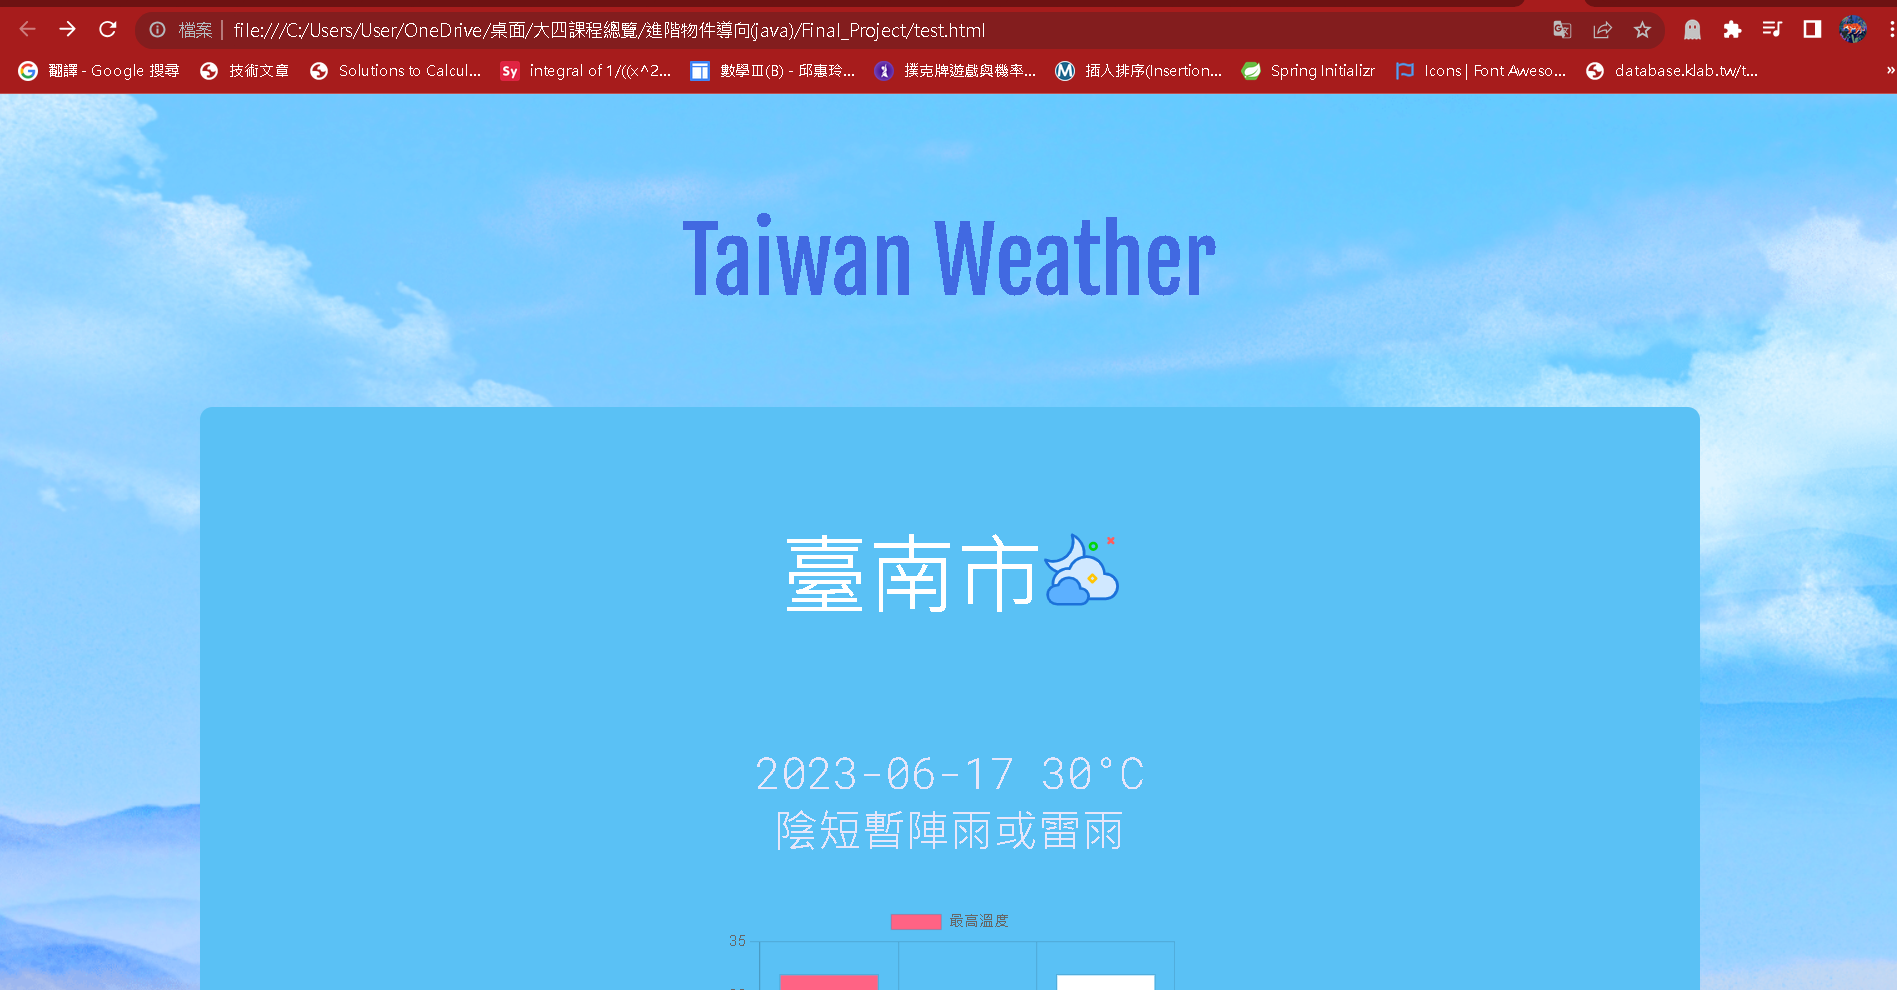 檔案 | file:///C:/Users/User/OneDrive/桌面/大四課程總覽/進階物件導向(java)/Final_Project/test.html
翻譯 - Google 搜尋 技術文章 Solutions to Calcul... Sy integral of 1/((x^2... 數學III(B) - 邱惠玲... 撲克牌遊戲與機率... 插入排序(Insertion... Spring Initializr Icons | Font Aweso... database.klab.tw/t... »
Taiwan Weather
臺南市
2023-06-17 30°C
陰短暫陣雨或雷雨
最高溫度
35